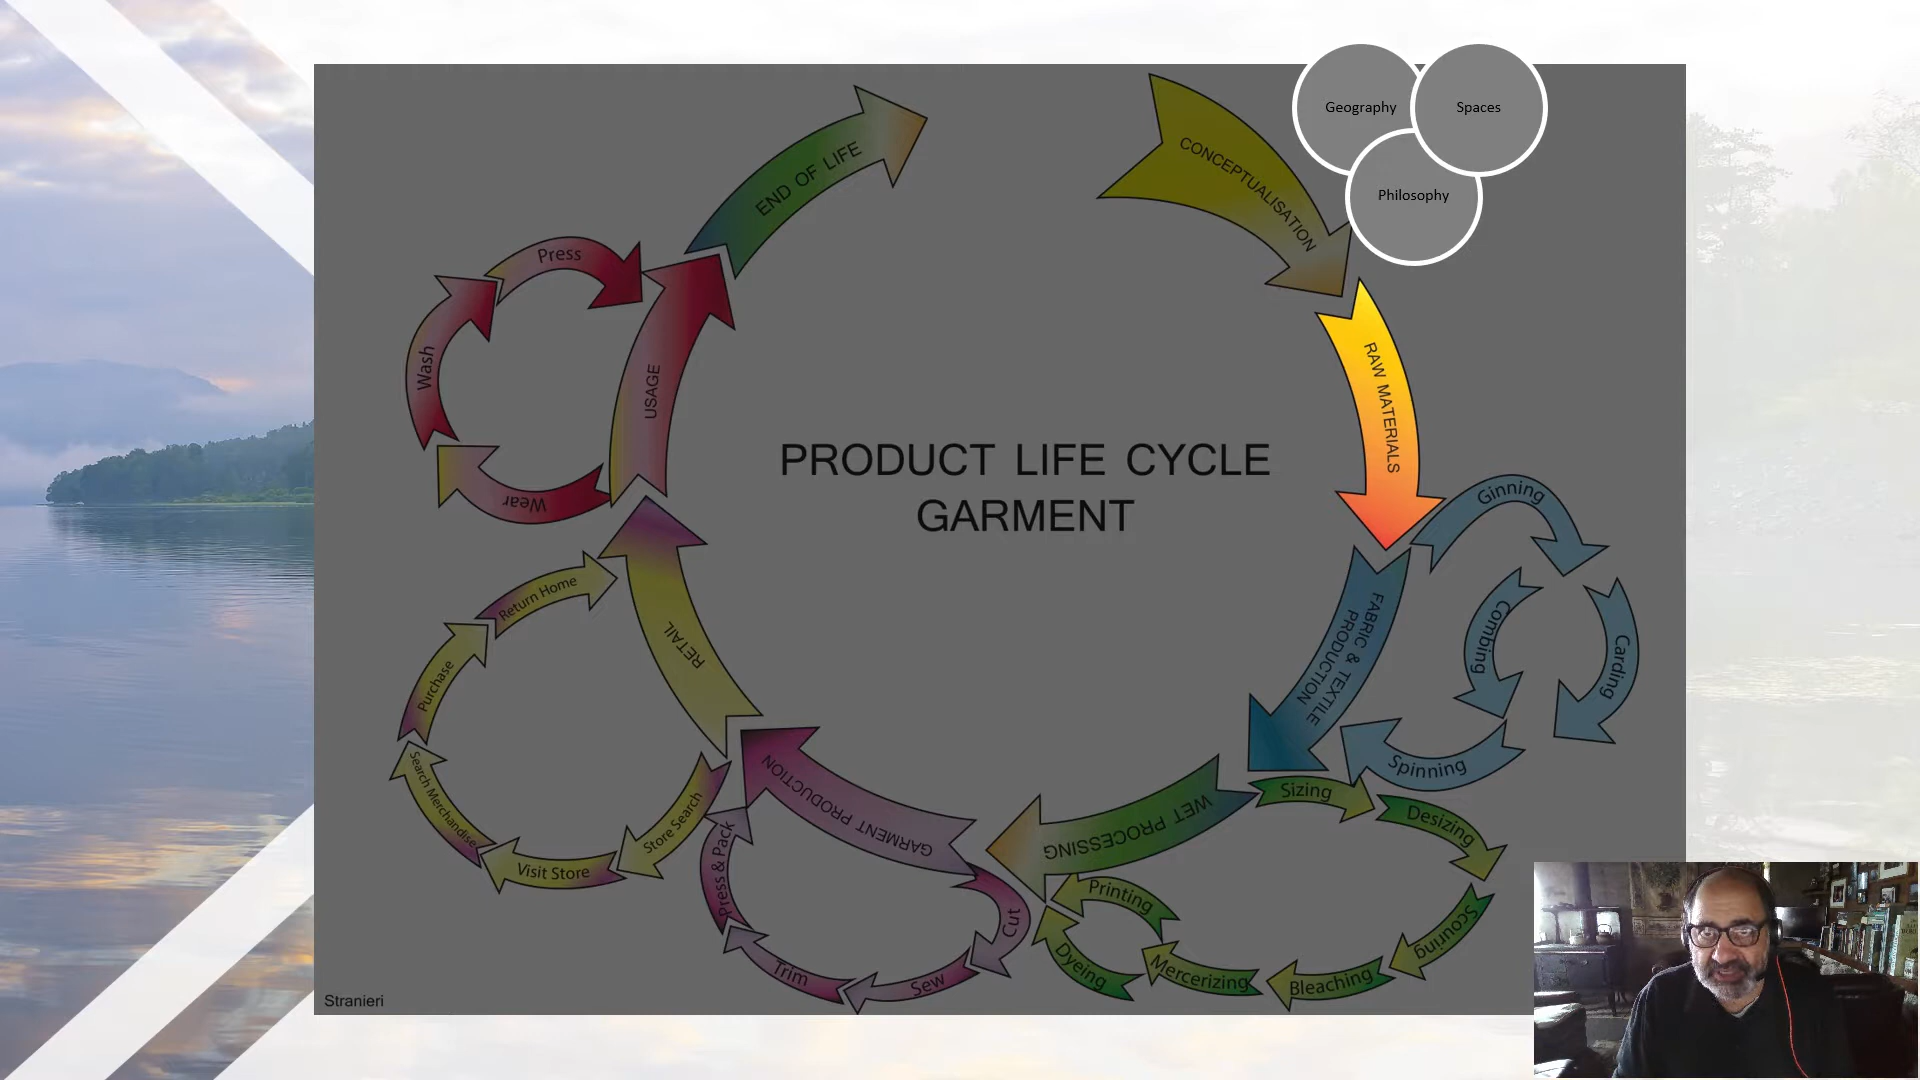 Geography
Spaces
Philosophy
CONCEPTUALISATION
RAW MATERIALS
Ginning
Carding
Combing
Spinning
FABRIC & TEXTILE
PRODUCTION
Sizing
Desizing
Scouring
Bleaching
Mercerizing
Dyeing
Printing
WET PROCESSING
Cut
Sew
Trim
Press & Pack
GARMENT PRODUCTION
Store Search
Visit Store
Search Merchandise
Purchase
Return Home
RETAIL
Wear
Wash
Press
USAGE
END OF LIFE
PRODUCT LIFE CYCLE
GARMENT
Stranieri